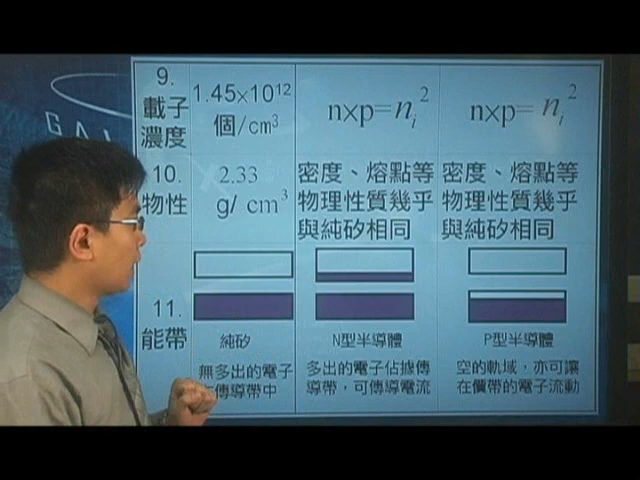 GAL
9.
載子
濃度
1.45×10¹²
個/cm³
n×p=nᵢ²
n×p=nᵢ²
10.
物性
2.33
g/ cm³
密度、熔點等
物理性質幾乎
與純矽相同
密度、熔點等
物理性質幾乎
與純矽相同
11.
能帶
純矽
無多出的電子
傳導帶中
N型半導體
多出的電子佔據傳
導帶，可傳導電流
P型半導體
空的軌域，亦可讓
在價帶的電子流動